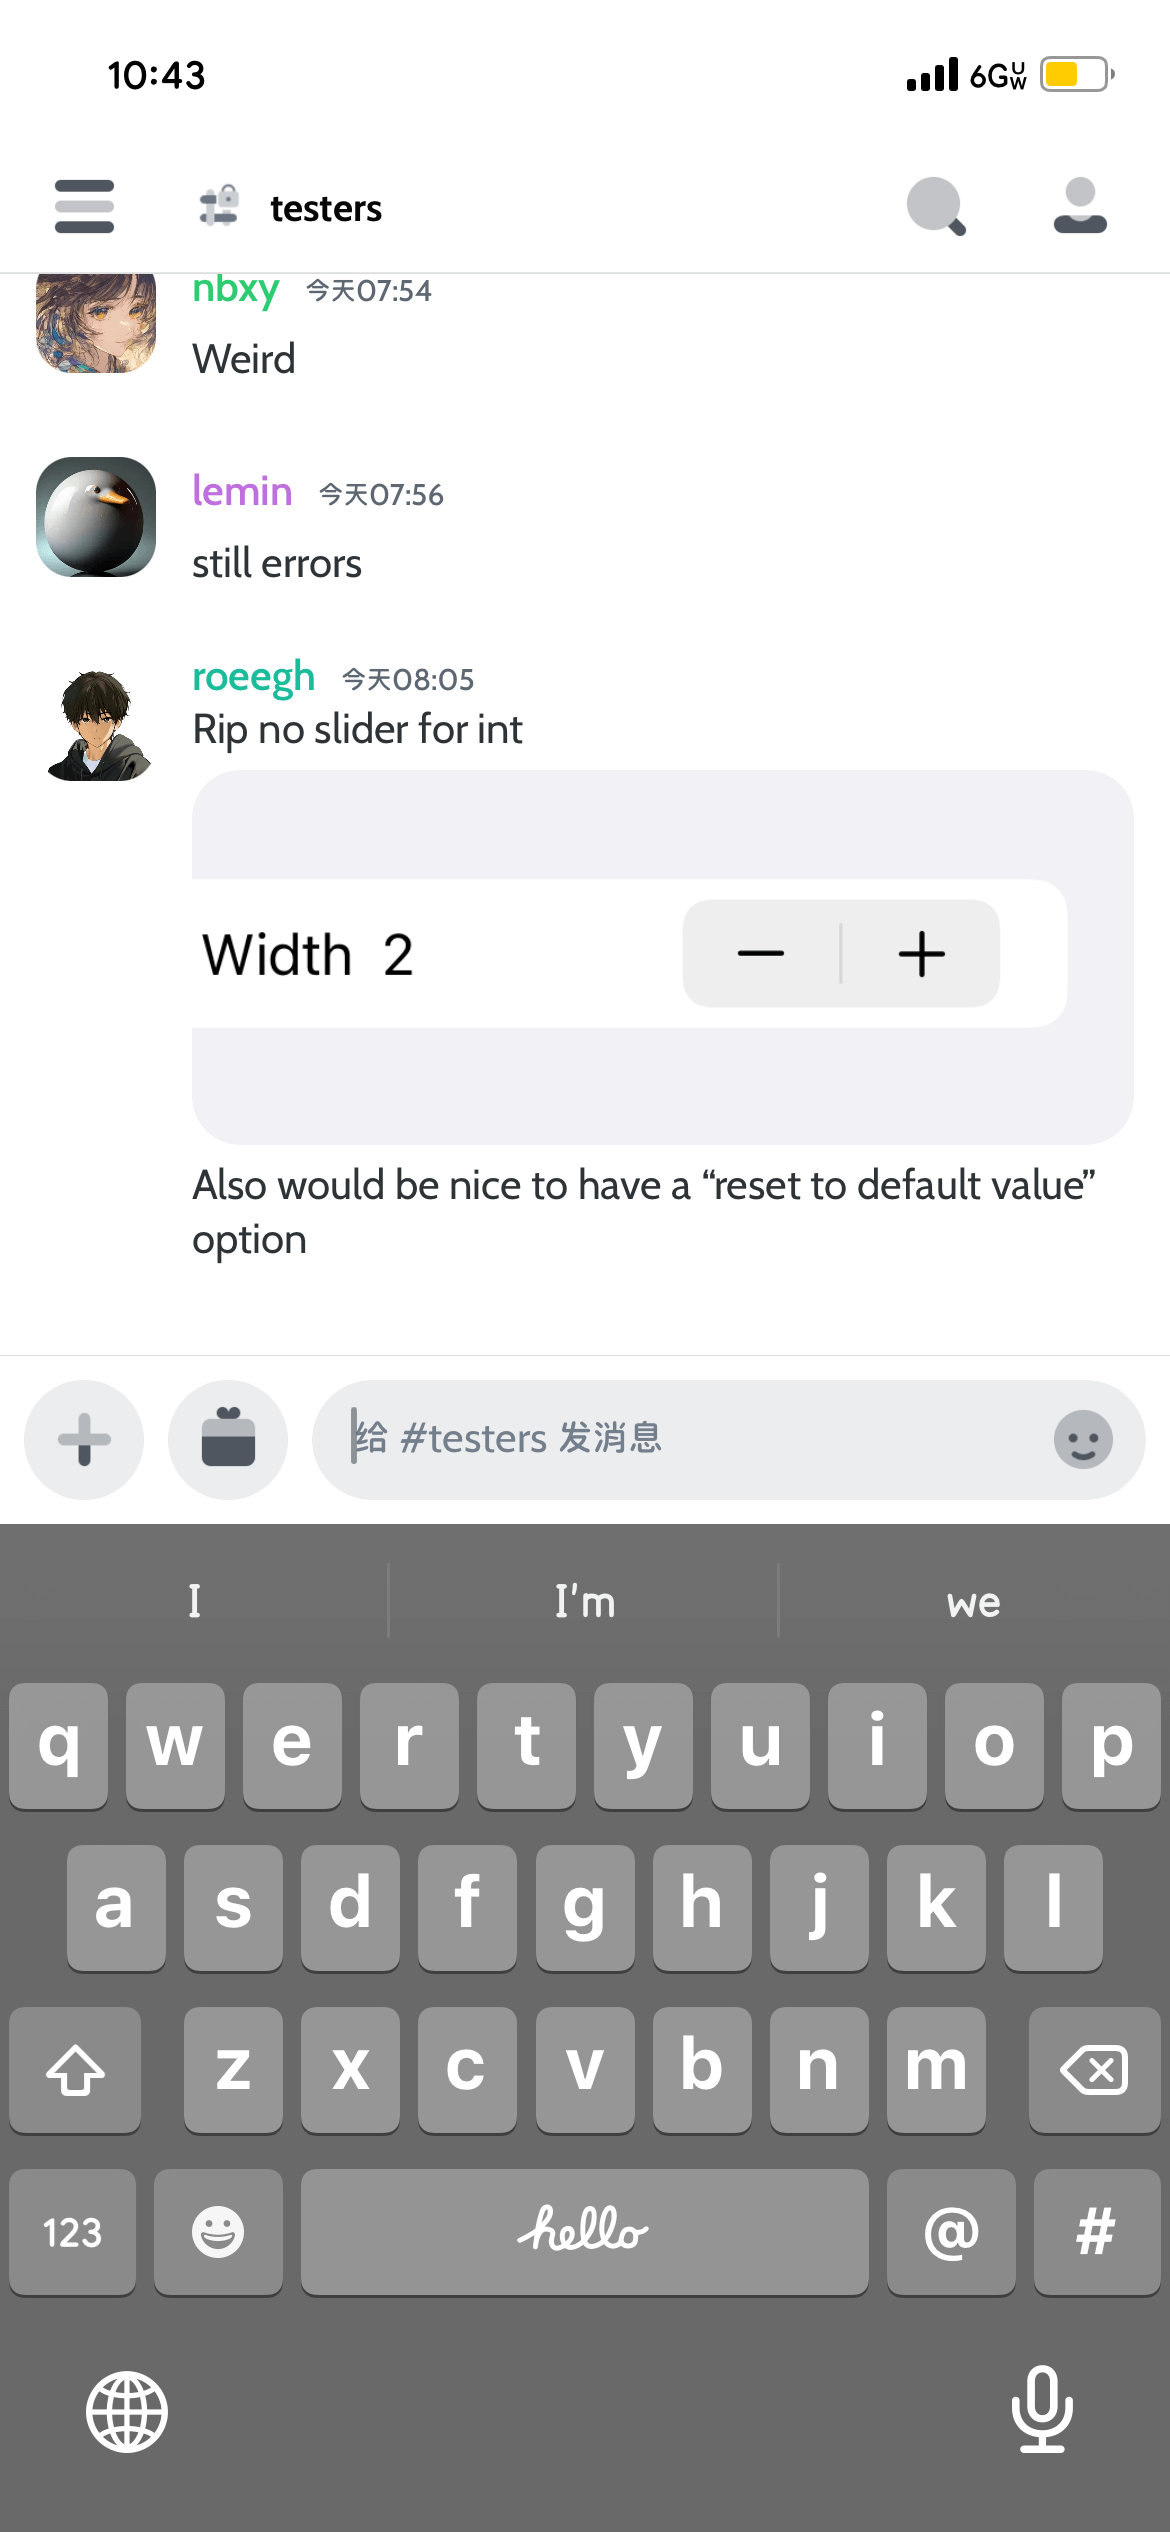 10:43
6G U W
testers
nbxy 今天07:54
Weird
lemin 今天07:56
still errors
roeegh 今天08:05
Rip no slider for int
Width 2
Also would be nice to have a “reset to default value”
option
给 #testers 发消息
I I'm we
q w e r t y u i o p
a s d f g h j k l
z x c v b n m
123 hello @ #